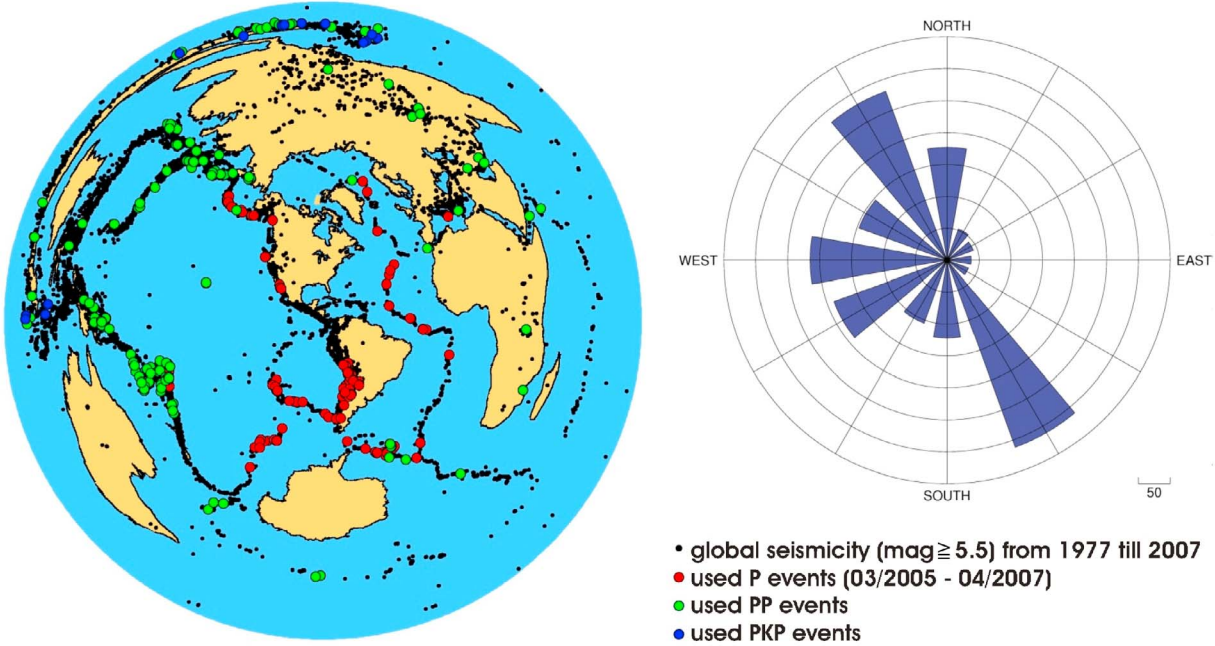 NORTH
WEST
EAST
SOUTH
50
global seismicity (mag≧5.5) from 1977 till 2007
used P events (03/2005 - 04/2007)
used PP events
used PKP events